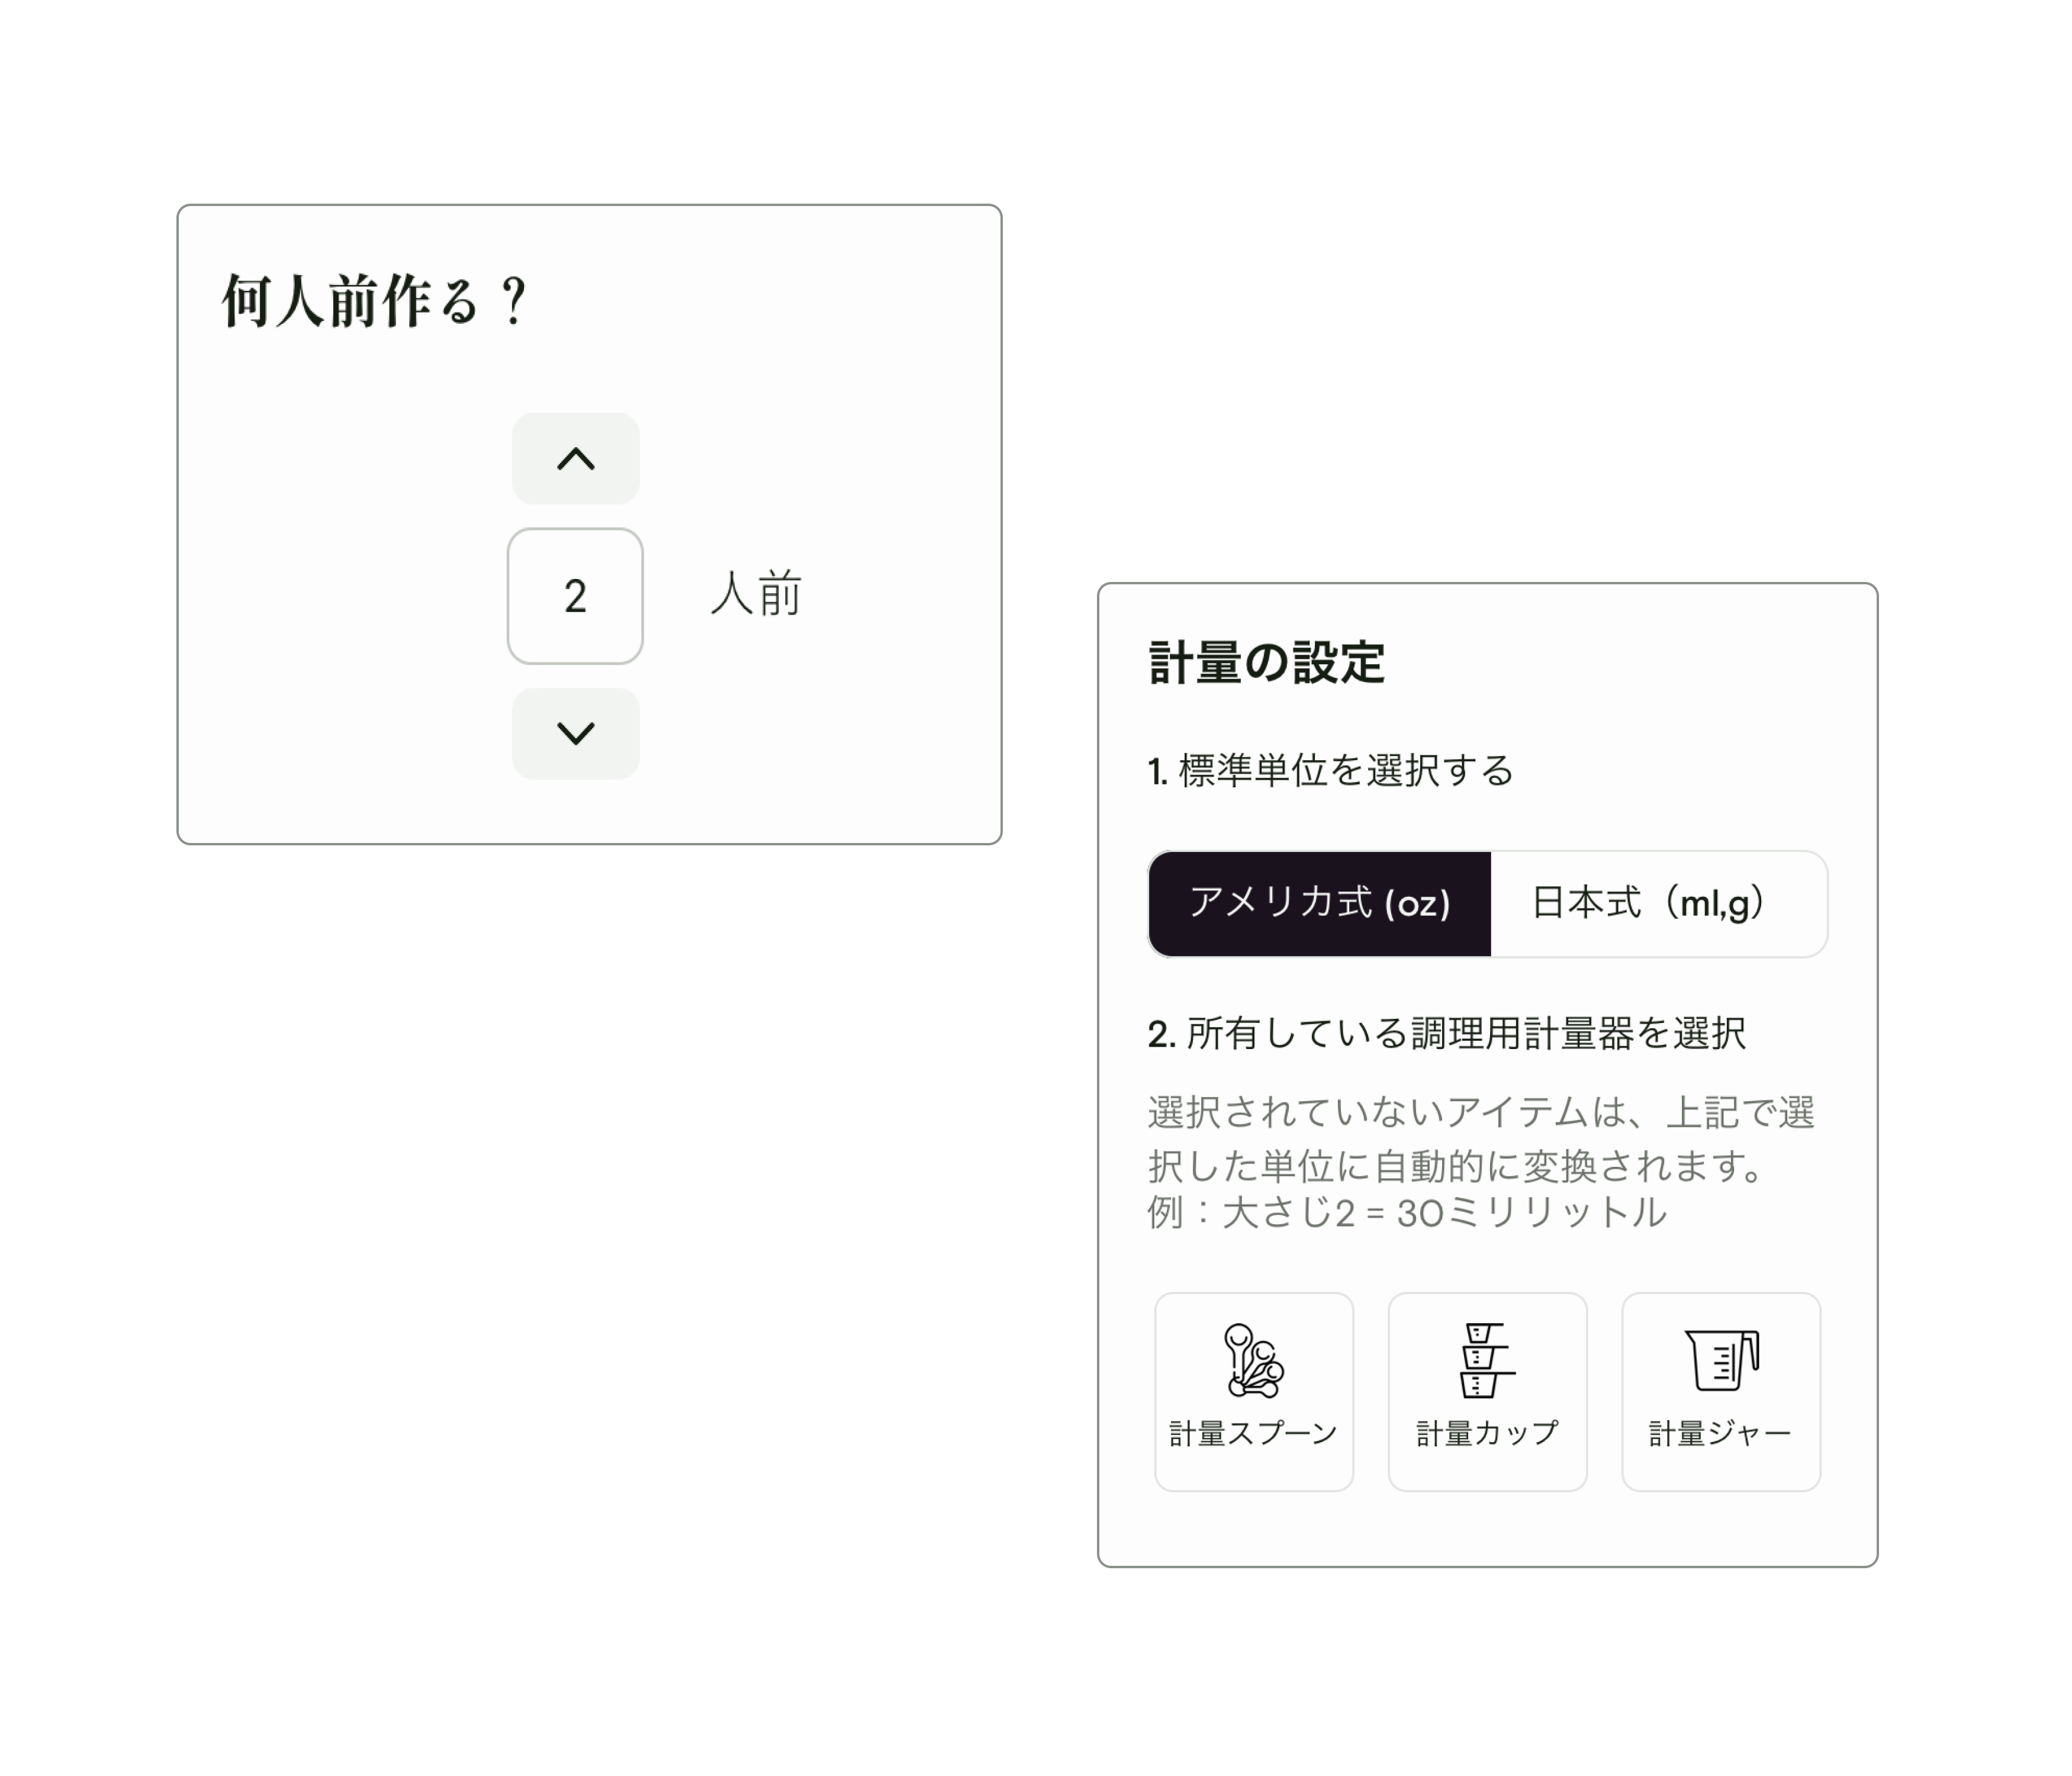 何人前作る？
2
人前
計量の設定
1. 標準単位を選択する
アメリカ式 (oz)
日本式（ml,g）
2. 所有している調理用計量器を選択
選択されていないアイテムは、上記で選
択した単位に自動的に変換されます。
例：大さじ2 = 30ミリリットル
計量スプーン
計量カップ
計量ジャー